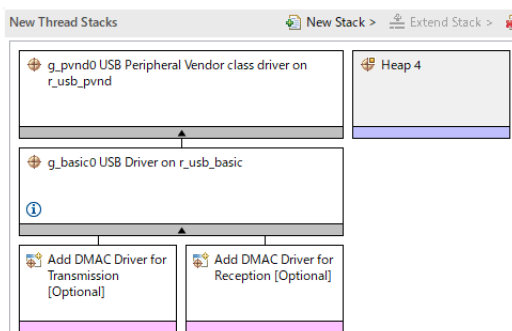 New Thread Stacks
New Stack >
Extend Stack >
g_pvnd0 USB Peripheral Vendor class driver on
r_usb_pvnd
Heap 4
g_basic0 USB Driver on r_usb_basic
Add DMAC Driver for
Transmission
[Optional]
Add DMAC Driver for
Reception [Optional]